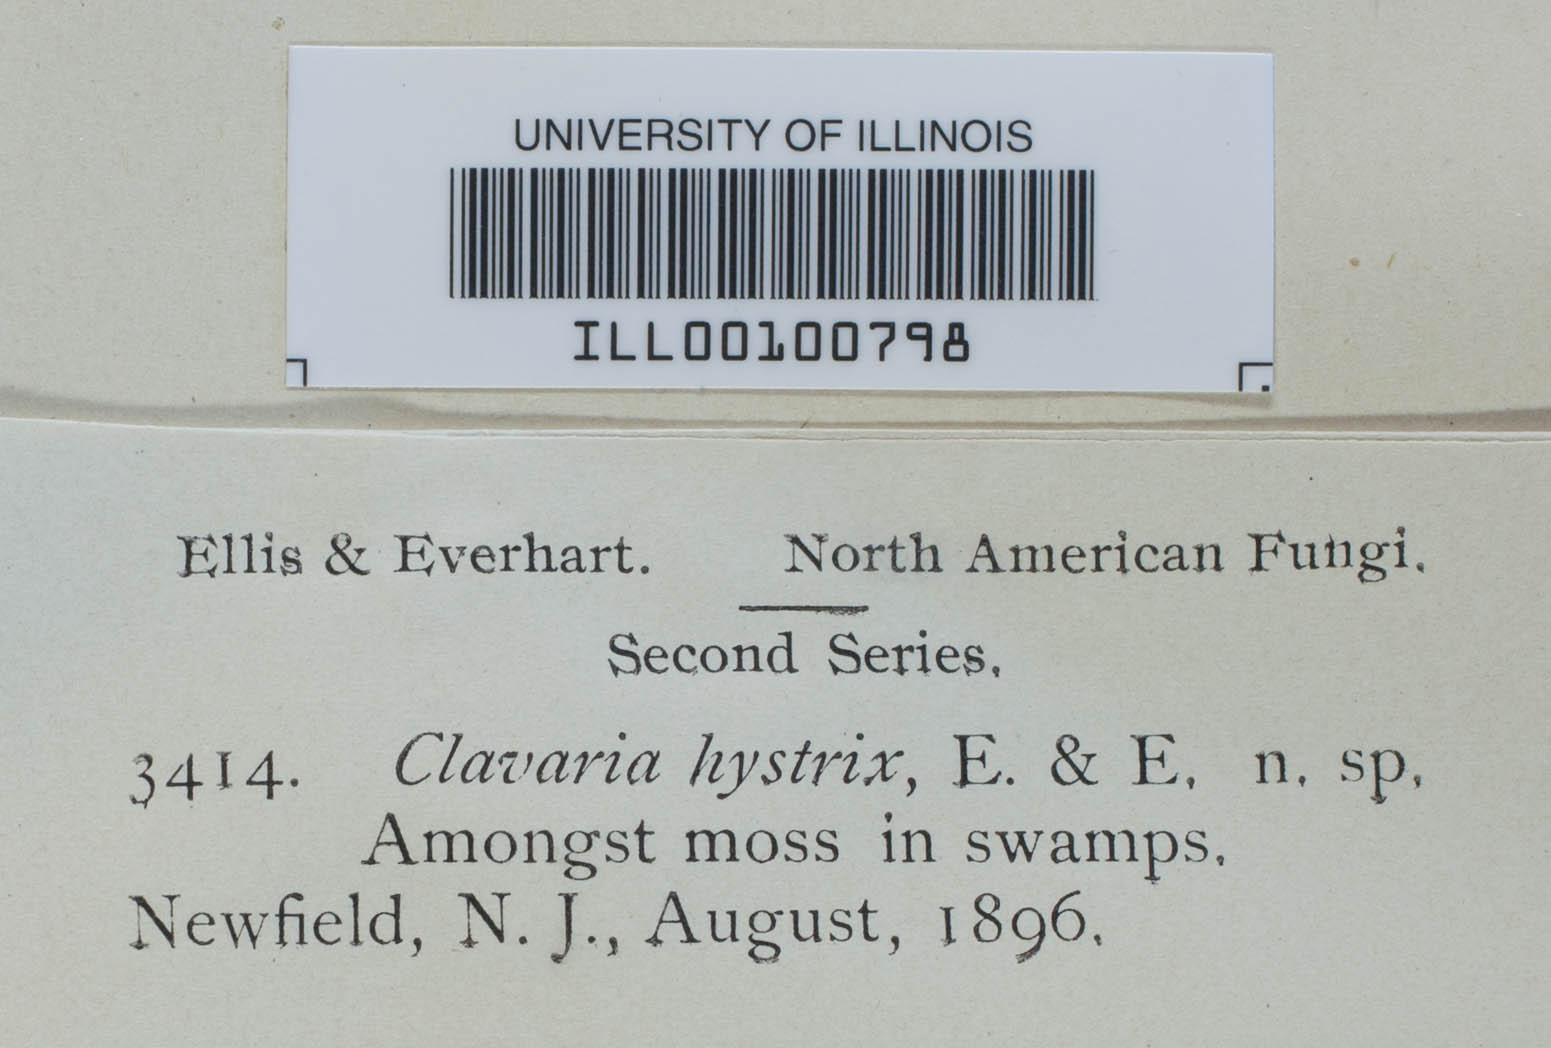 UNIVERSITY OF ILLINOIS
ILL00100798
Ellis & Everhart. North American Fungi.
Second Series.
3414. Clavaria hystrix, E. & E. n. sp.
Amongst moss in swamps.
Newfield, N. J., August, 1896.